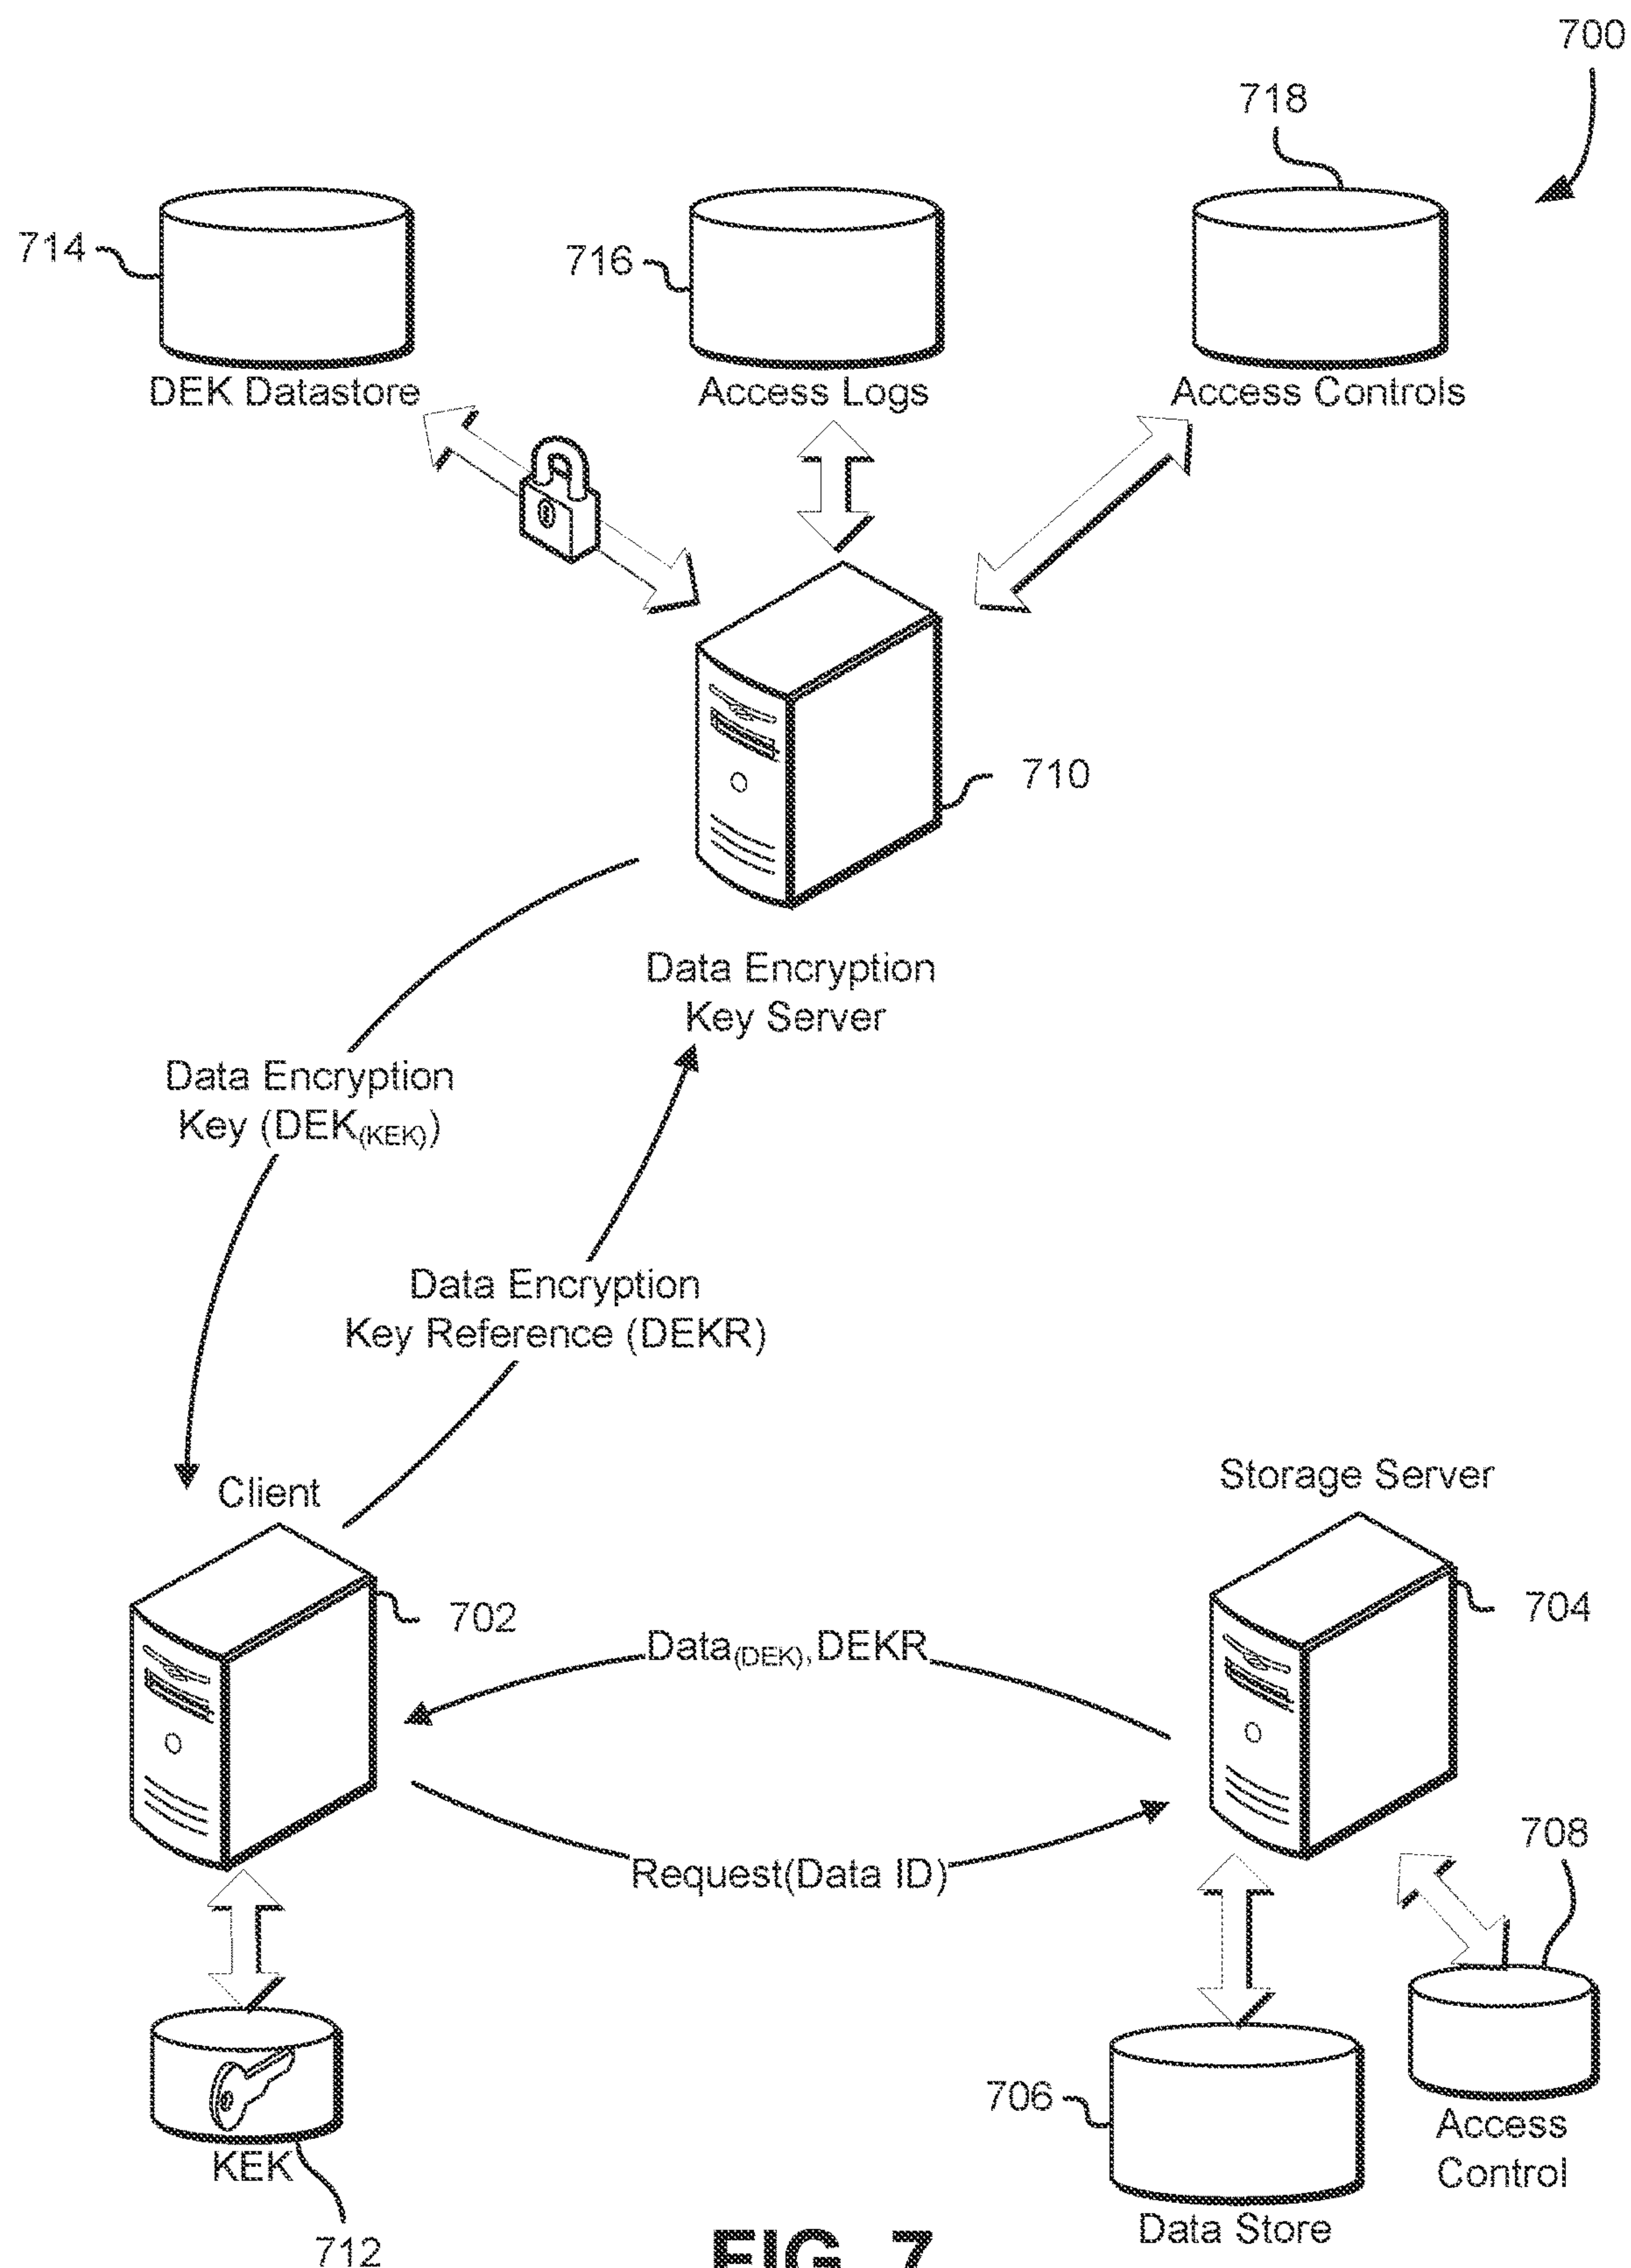 700
718
714
716
DEK Datastore
Access Logs
Access Controls
710
Data Encryption
Key Server
Data Encryption
Key (DEK(KEK))
Data Encryption
Key Reference (DEKR)
Client
Storage Server
702
704
Data(DEK), DEKR
708
Request(Data ID)
706
Access
Control
KEK
Data Store
712
FIG. 7